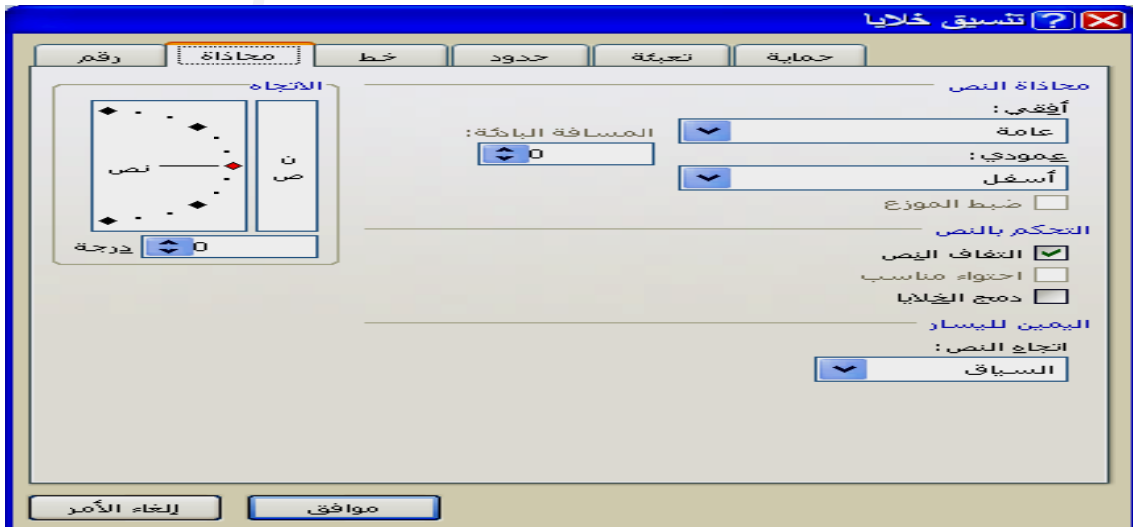 تنسيق خلايا
رقم محاذاة خط حدود تعبئة حماية
محاذاة النص
أفقي:
عامة
المسافة البادئة:
0
عمودي:
أسفل
ضبط الموزع
التحكم بالنص
التفاف النص
احتواء مناسب
دمج الخلايا
اليمين لليسار
اتجاه النص:
السياق
الاتجاه
ن
ص
نص
0 درجة
موافق إلغاء الأمر